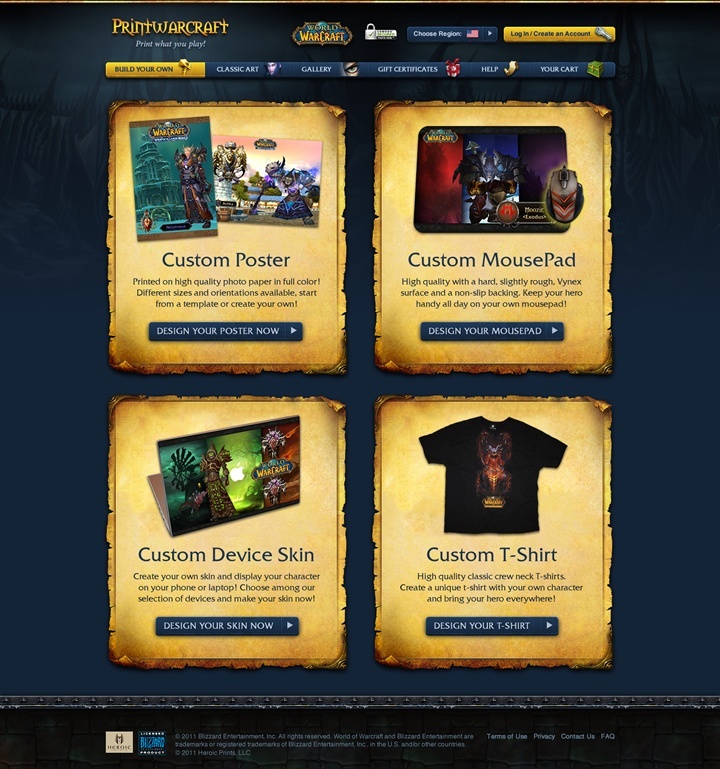 PRINTWARCRAFT
Print what you play!
WORLD
WARCRAFT
Choose Region:
Log In / Create an Account
BUILD YOUR OWN
CLASSIC ART
GALLERY
GIFT CERTIFICATES
HELP
YOUR CART
WORLD
WARCRAFT
Custom Poster
Printed on high quality photo paper in full color!
Different sizes and orientations available, start
from a template or create your own!
DESIGN YOUR POSTER NOW
WARCRAFT
<Exodus>
Custom MousePad
High quality with a hard, slightly rough, Vynex
surface and a non-slip backing. Keep your hero
handy all day on your own mousepad!
DESIGN YOUR MOUSEPAD
WORLD
WARCRAFT
Custom Device Skin
Create your own skin and display your character
on your phone or laptop! Choose among our
selection of devices and make your skin now!
DESIGN YOUR SKIN NOW
WARCRAFT
Custom T-Shirt
High quality classic crew neck T-shirts.
Create a unique t-shirt with your own character
and bring your hero everywhere!
DESIGN YOUR T-SHIRT
HEROIC
LICENSED
BLIZZARD
PRODUCT
© 2011 Blizzard Entertainment, Inc. All rights reserved. World of Warcraft and Blizzard Entertainment are
trademarks or registered trademarks of Blizzard Entertainment, Inc., in the U.S. and/or other countries.
© 2011 Heroic Prints, LLC
Terms of Use
Privacy
Contact Us
FAQ